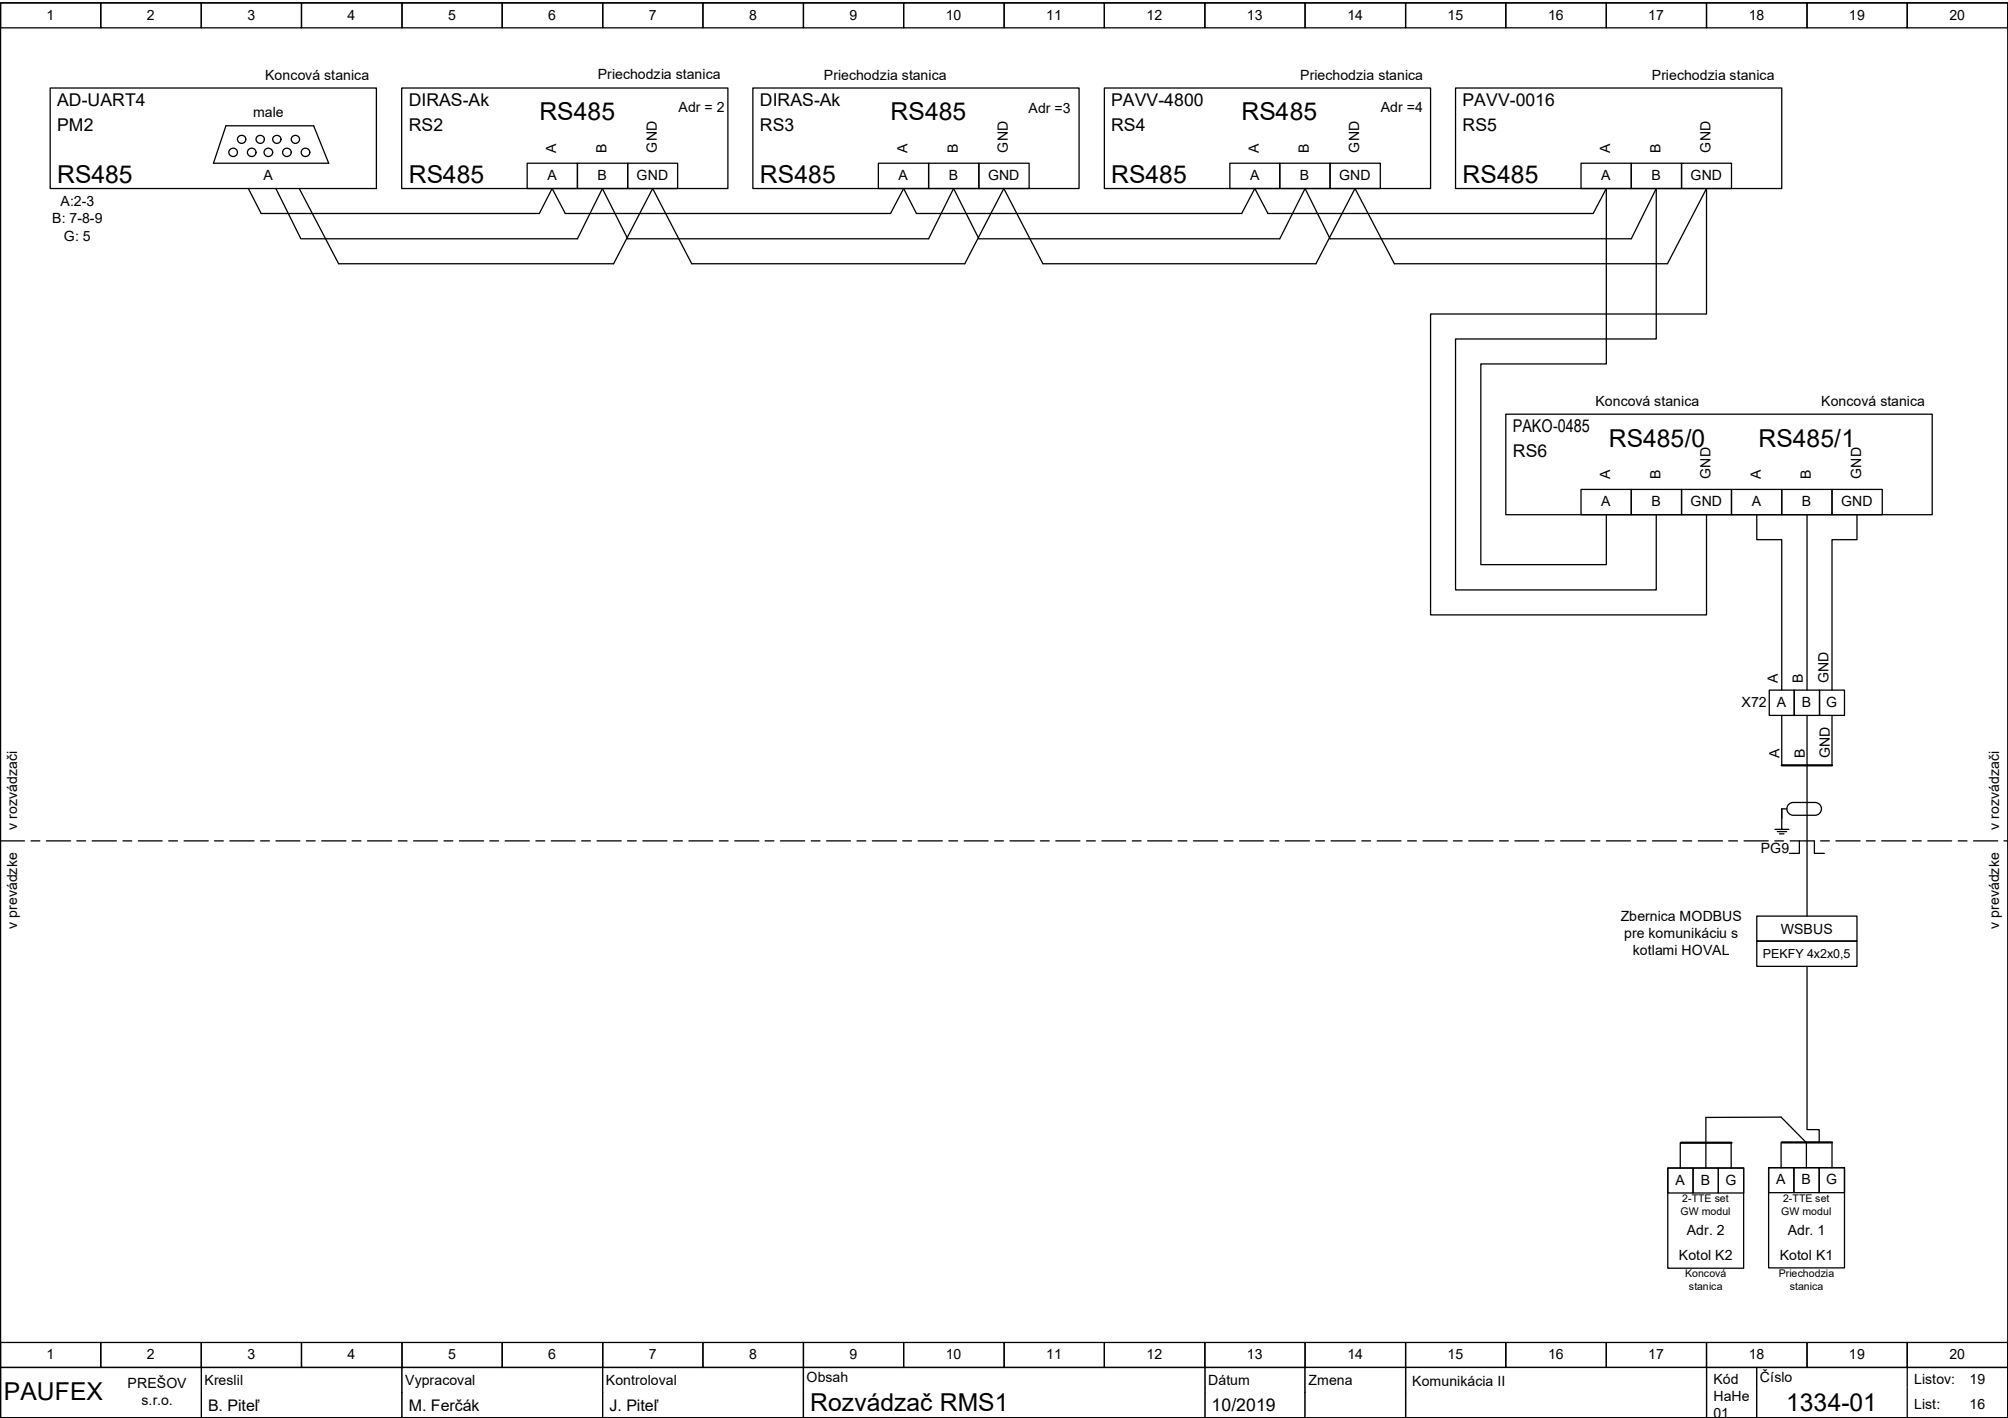 1 2 3 4 5 6 7 8 9 10 11 12 13 14 15 16 17 18 19 20
Koncová stanica
AD-UART4
PM2
male
RS485
A
A:2-3
B: 7-8-9
G: 5
Priechodzia stanica
DIRAS-Ak
RS2
RS485
Adr = 2
A B GND
RS485
A B GND
Priechodzia stanica
DIRAS-Ak
RS3
RS485
Adr =3
A B GND
RS485
A B GND
Priechodzia stanica
PAVV-4800
RS4
RS485
Adr =4
A B GND
RS485
A B GND
Priechodzia stanica
PAVV-0016
RS5
A B GND
RS485
A B GND
Koncová stanica
Koncová stanica
PAKO-0485
RS6
RS485/0
RS485/1
A B GND A B GND
A B GND A B GND
A B GND
X72 A B G
A B GND
v rozvádzači
v rozvádzači
PG9
v prevádzke
v prevádzke
Zbernica MODBUS
pre komunikáciu s
kotlami HOVAL
WSBUS
PEKFY 4x2x0,5
A B G
2-TTE set
GW modul
Adr. 2
Kotol K2
Koncová
stanica
A B G
2-TTE set
GW modul
Adr. 1
Kotol K1
Priechodzia
stanica
1 2 3 4 5 6 7 8 9 10 11 12 13 14 15 16 17 18 19 20
PAUFEX
PREŠOV
s.r.o.
Kreslil
B. Piteľ
Vypracoval
M. Ferčák
Kontroloval
J. Piteľ
Obsah
Rozvádzač RMS1
Dátum
10/2019
Zmena
Komunikácia II
Kód
HaHe
01
Číslo
1334-01
Listov: 19
List: 16